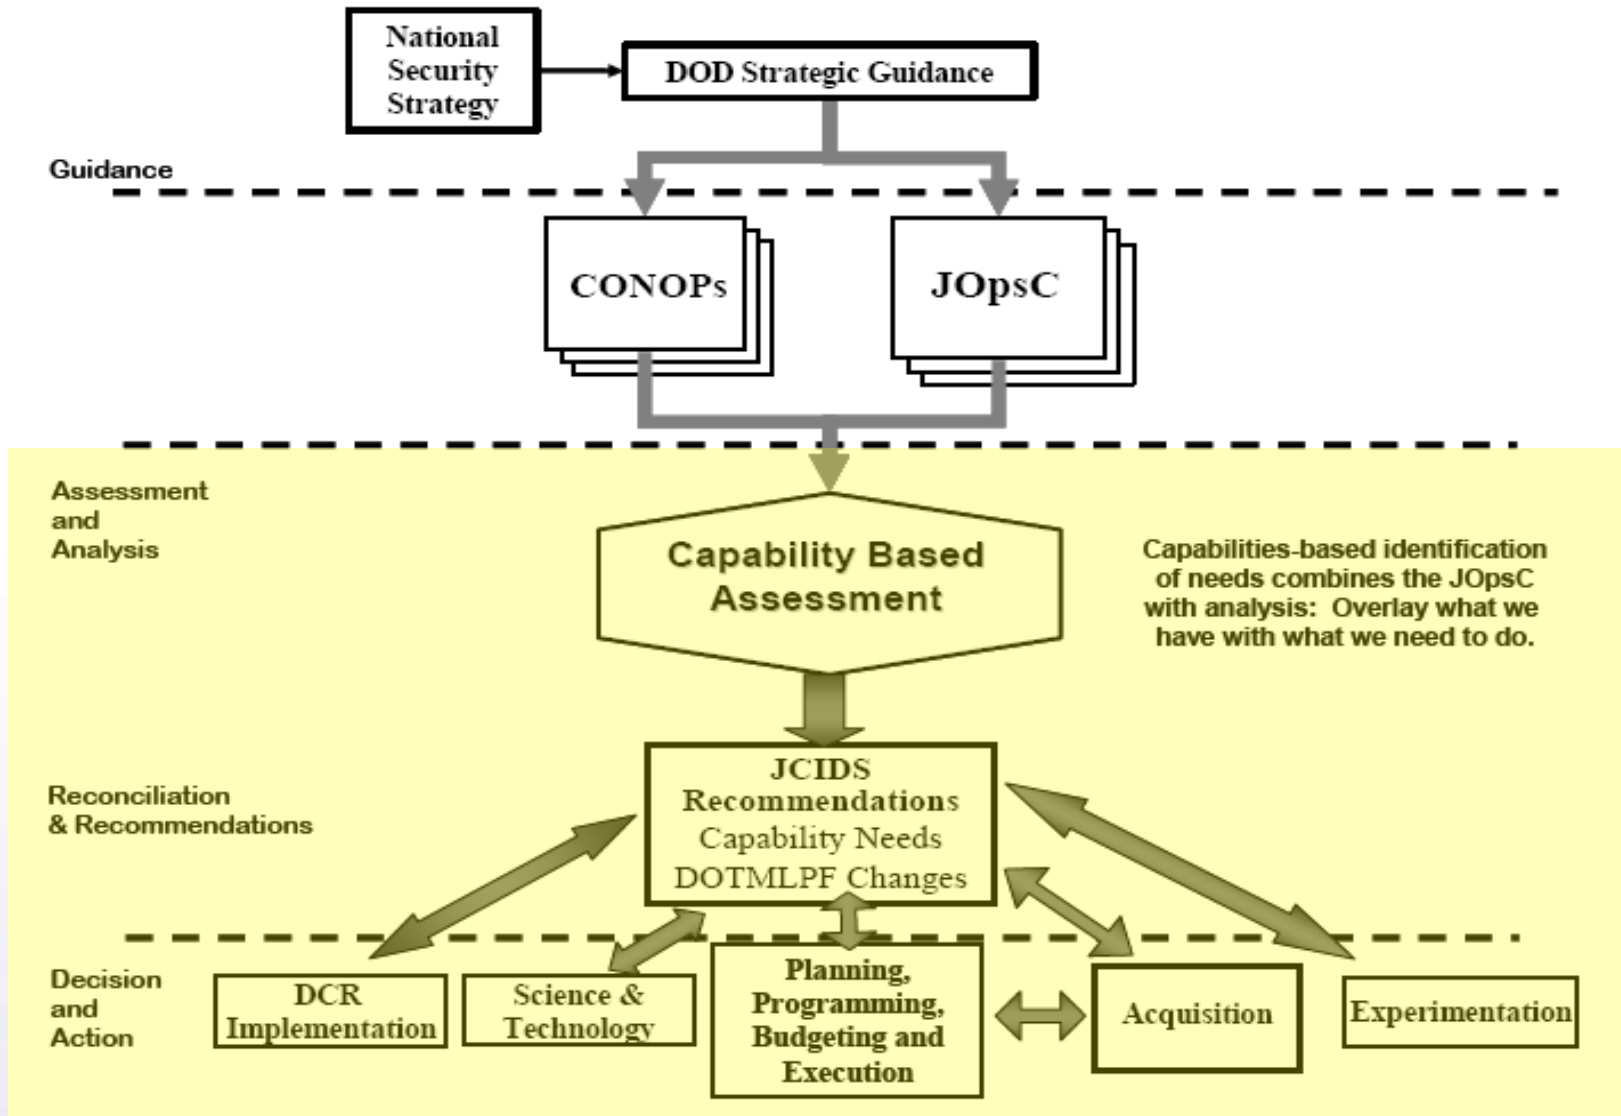 National
Security
Strategy
DOD Strategic Guidance
Guidance
CONOPs
JOpsC
Assessment
and
Analysis
Capability Based
Assessment
Capabilities-based identification
of needs combines the JOpsC
with analysis: Overlay what we
have with what we need to do.
JCIDS
Recommendations
Capability Needs
DOTMLPF Changes
Reconciliation
& Recommendations
Decision
and
Action
DCR
Implementation
Science &
Technology
Planning,
Programming,
Budgeting and
Execution
Acquisition
Experimentation